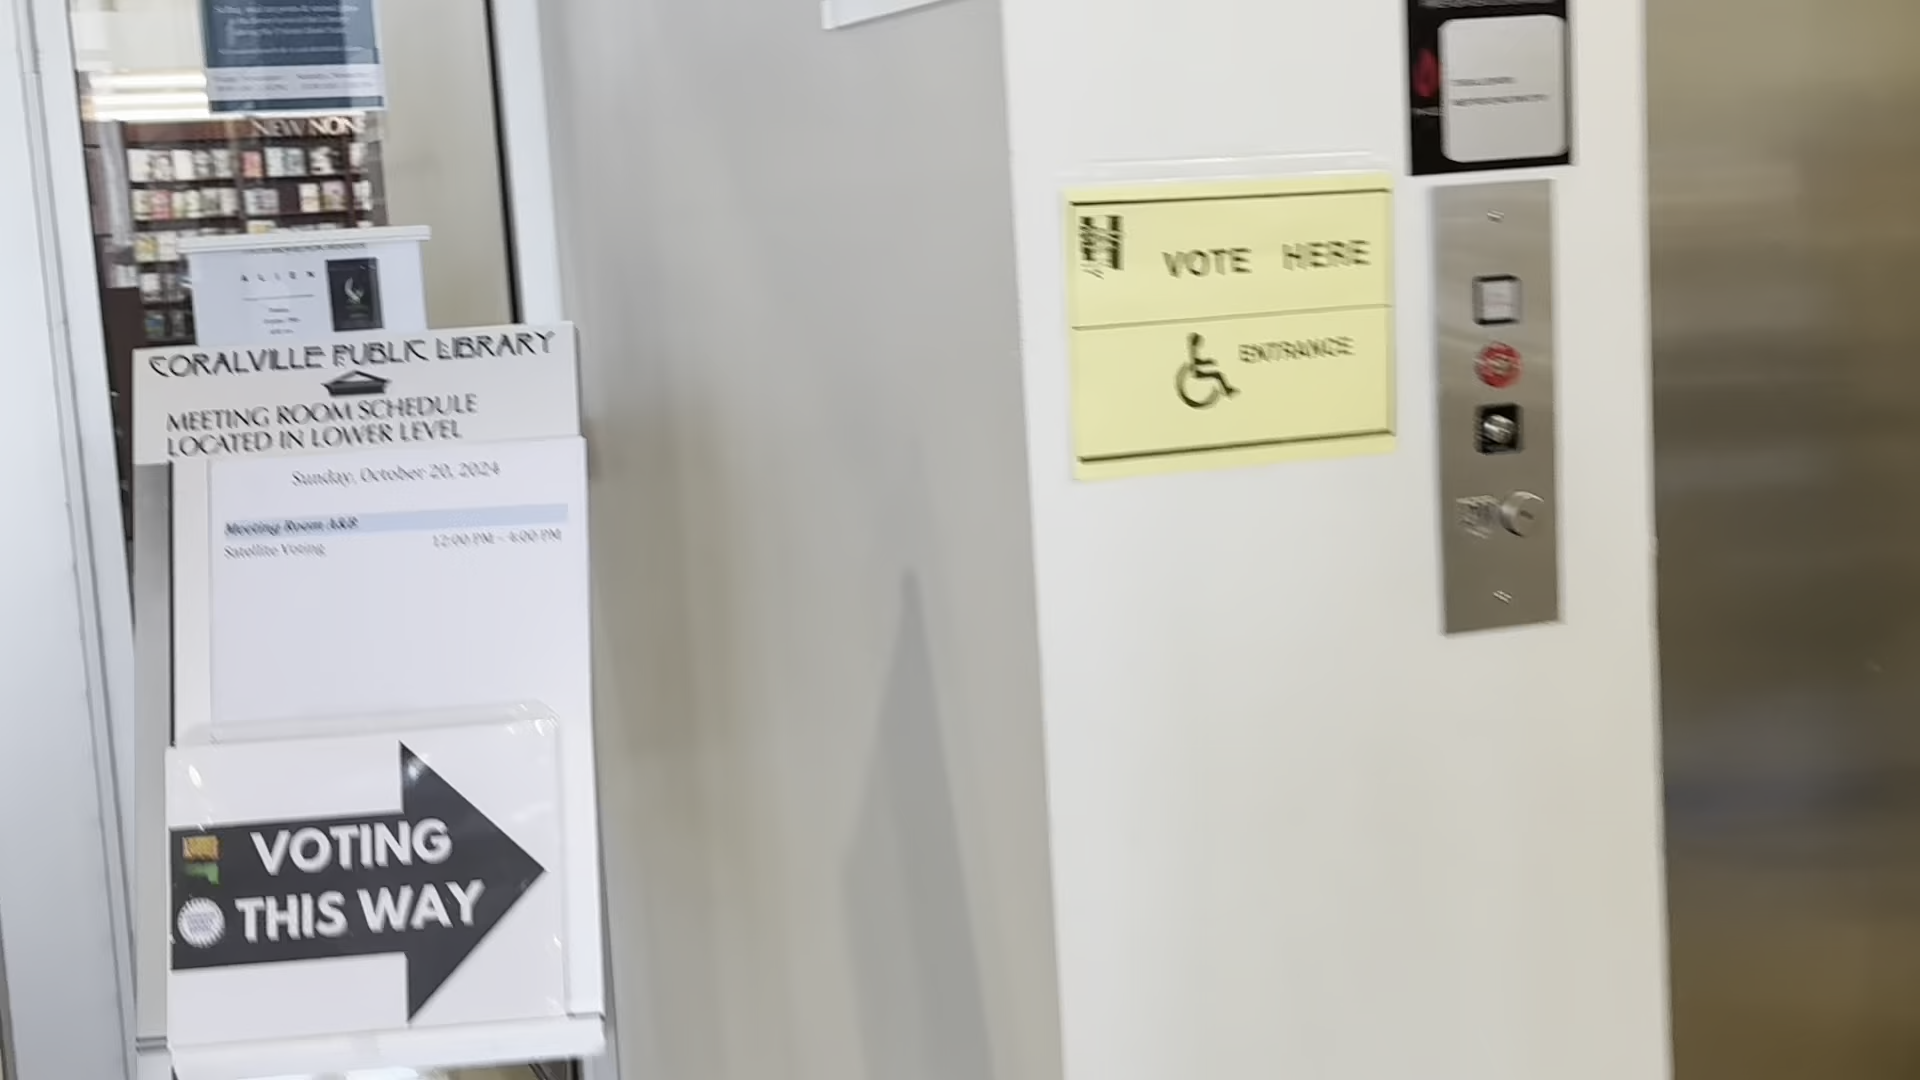 NEW NON
ALIEN
CORALVILLE PUBLIC LIBRARY
MEETING ROOM SCHEDULE
LOCATED IN LOWER LEVEL
Sunday, October 20, 2024
Meeting Room A&B
Satellite Voting 12:00 PM - 4:00 PM
VOTING
THIS WAY
VOTE HERE
ENTRANCE